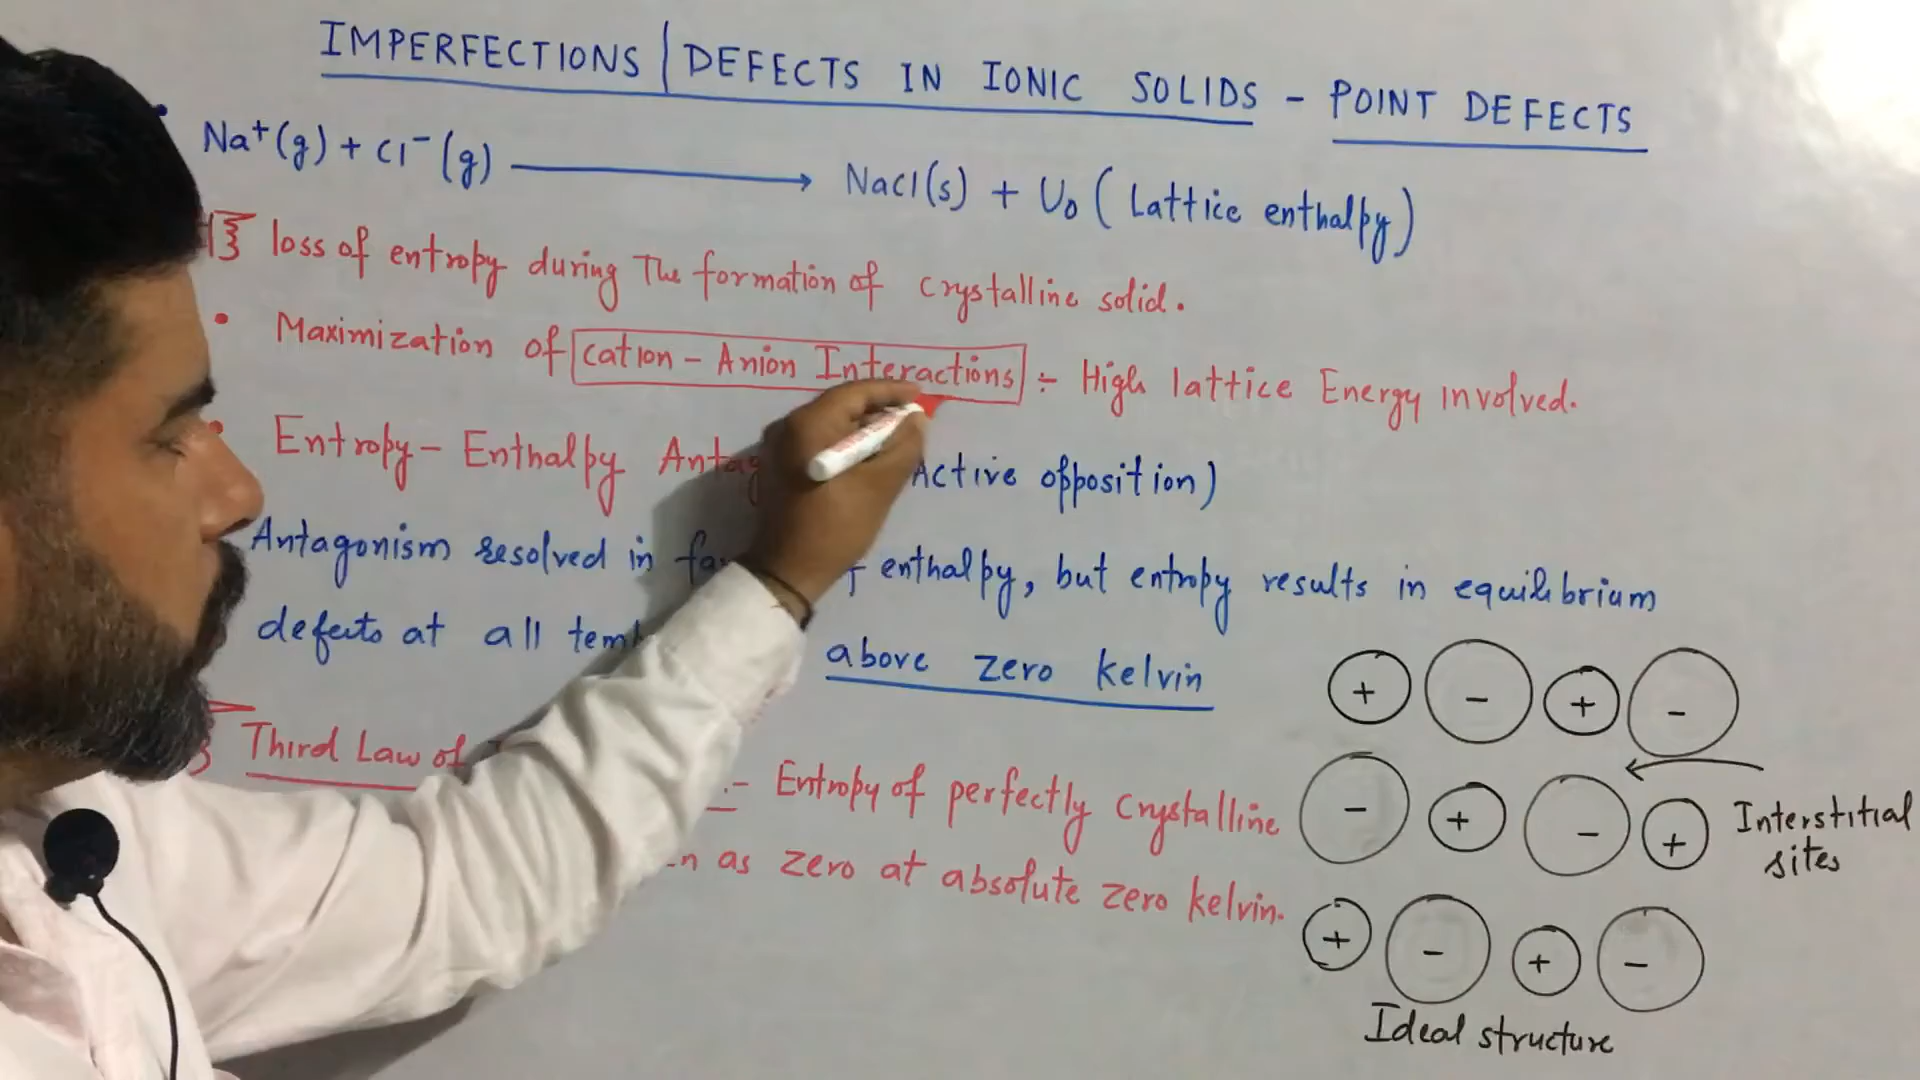 IMPERFECTIONS | DEFECTS IN IONIC SOLIDS - POINT DEFECTS
Na⁺(g) + Cl⁻(g) ⟶ NaCl(s) + U₀ (Lattice enthalpy)
loss of entropy during The formation of crystalline solid.
• Maximization of cation - Anion Interactions ÷ High lattice Energy involved.
• Entropy - Enthalpy Active opposition)
Antagonism resolved in enthalpy, but entropy results in equilibrium
defects at all above zero kelvin
Third Law of :- Entropy of perfectly crystalline
as zero at absolute zero kelvin.
+ - + -
- + - +
Interstitial
sites
+ - + -
Ideal structure